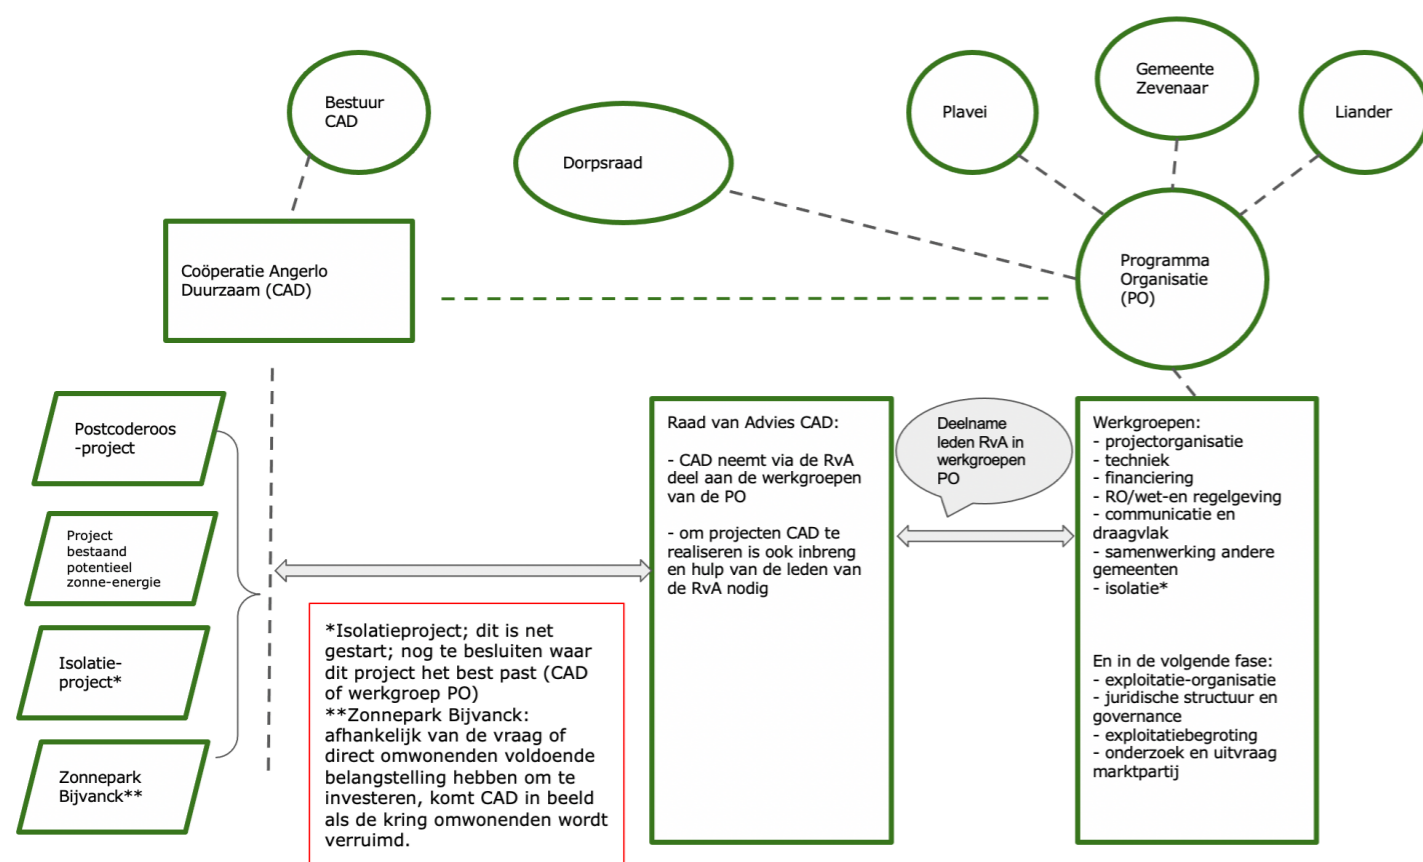 Bestuur
CAD
Dorpsraad
Plavei
Gemeente
Zevenaar
Liander
Coöperatie Angerlo
Duurzaam (CAD)
Programma
Organisatie
(PO)
Postcoderoos
-project
Project
bestaand
potentieel
zonne-energie
Isolatie-
project*
Zonnepark
Bijvanck**
*Isolatieproject; dit is net
gestart; nog te besluiten waar
dit project het best past (CAD
of werkgroep PO)
**Zonnepark Bijvanck:
afhankelijk van de vraag of
direct omwonenden voldoende
belangstelling hebben om te
investeren, komt CAD in beeld
als de kring omwonenden wordt
verruimd.
Raad van Advies CAD:
- CAD neemt via de RvA
deel aan de werkgroepen
van de PO
- om projecten CAD te
realiseren is ook inbreng
en hulp van de leden van
de RvA nodig
Deelname
leden RvA in
werkgroepen
PO
Werkgroepen:
- projectorganisatie
- techniek
- financiering
- RO/wet-en regelgeving
- communicatie en
draagvlak
- samenwerking andere
gemeenten
- isolatie*
En in de volgende fase:
- exploitatie-organisatie
- juridische structuur en
governance
- exploitatiebegroting
- onderzoek en uitvraag
marktpartij